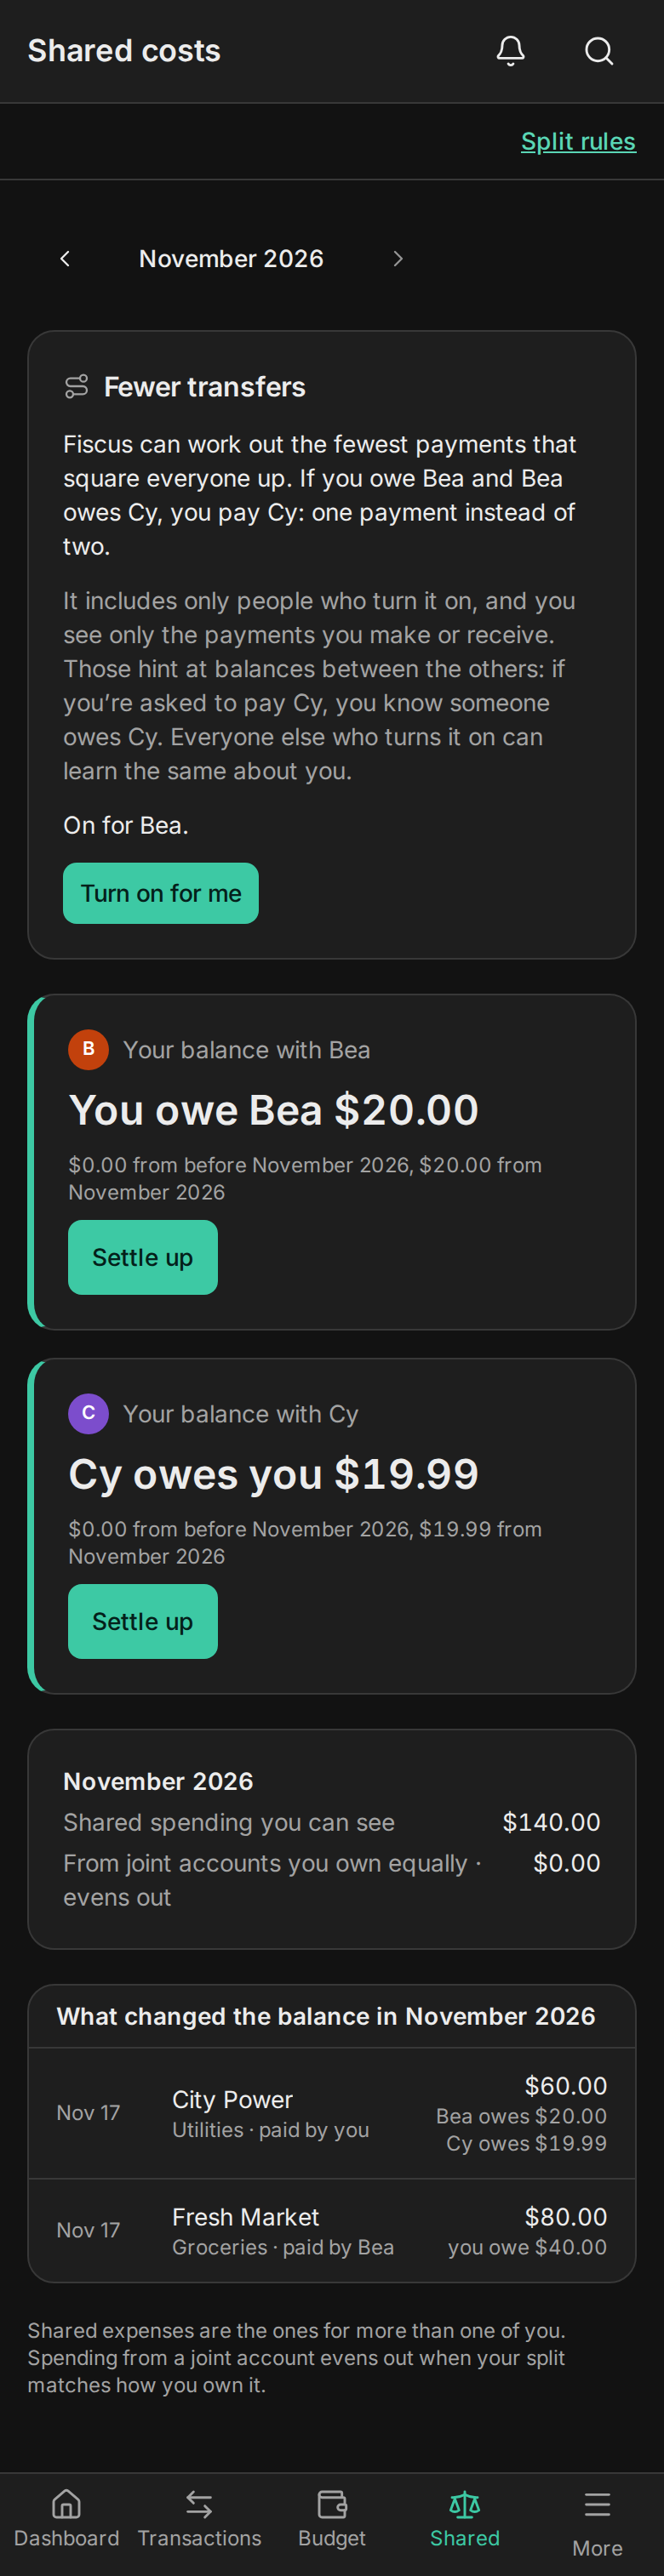 Shared costs
Split rules
November 2026
Fewer transfers
Fiscus can work out the fewest payments that
square everyone up. If you owe Bea and Bea
owes Cy, you pay Cy: one payment instead of
two.
It includes only people who turn it on, and you
see only the payments you make or receive.
Those hint at balances between the others: if
you’re asked to pay Cy, you know someone
owes Cy. Everyone else who turns it on can
learn the same about you.
On for Bea.
Turn on for me
B Your balance with Bea
You owe Bea $20.00
$0.00 from before November 2026, $20.00 from
November 2026
Settle up
C Your balance with Cy
Cy owes you $19.99
$0.00 from before November 2026, $19.99 from
November 2026
Settle up
November 2026
Shared spending you can see $140.00
From joint accounts you own equally · $0.00
evens out
What changed the balance in November 2026
Nov 17 City Power $60.00
Utilities · paid by you Bea owes $20.00
Cy owes $19.99
Nov 17 Fresh Market $80.00
Groceries · paid by Bea you owe $40.00
Shared expenses are the ones for more than one of you.
Spending from a joint account evens out when your split
matches how you own it.
Dashboard Transactions Budget Shared More